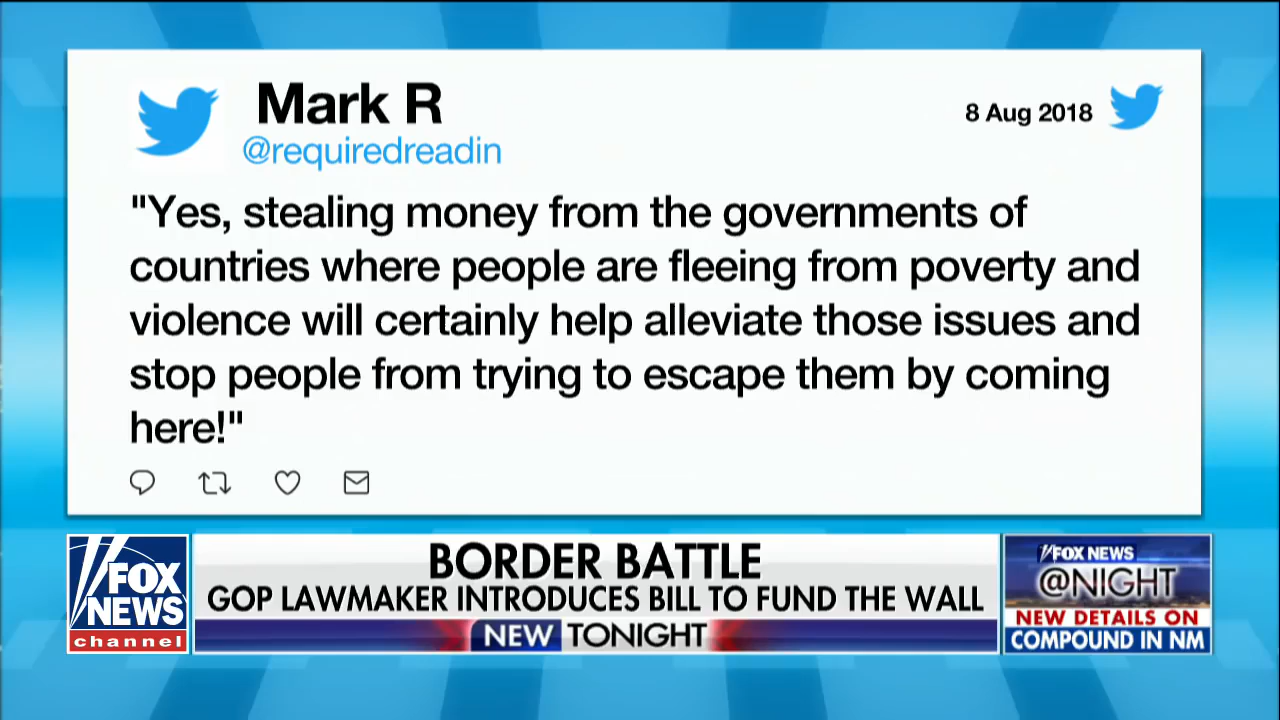 Mark R
8 Aug 2018
@requiredreadin
"Yes, stealing money from the governments of
countries where people are fleeing from poverty and
violence will certainly help alleviate those issues and
stop people from trying to escape them by coming
here!"
FOX
NEWS
channel
BORDER BATTLE
GOP LAWMAKER INTRODUCES BILL TO FUND THE WALL
NEW TONIGHT
FOX NEWS
@NIGHT
NEW DETAILS ON
COMPOUND IN NM